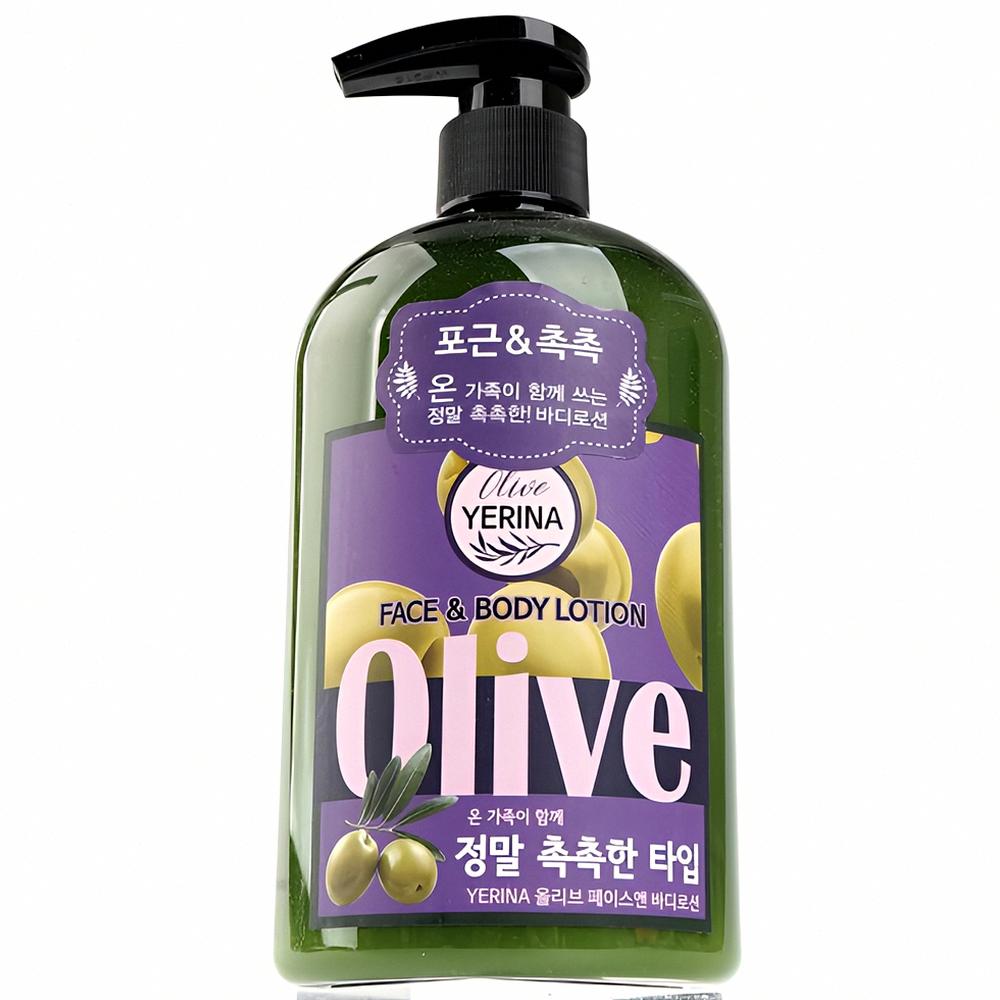 포근&촉촉
온 가족이 함께 쓰는
정말 촉촉한! 바디로션
Olive
YERINA
FACE & BODY LOTION
Olive
온 가족이 함께
정말 촉촉한 타입
YERINA 올리브 페이스앤 바디로션